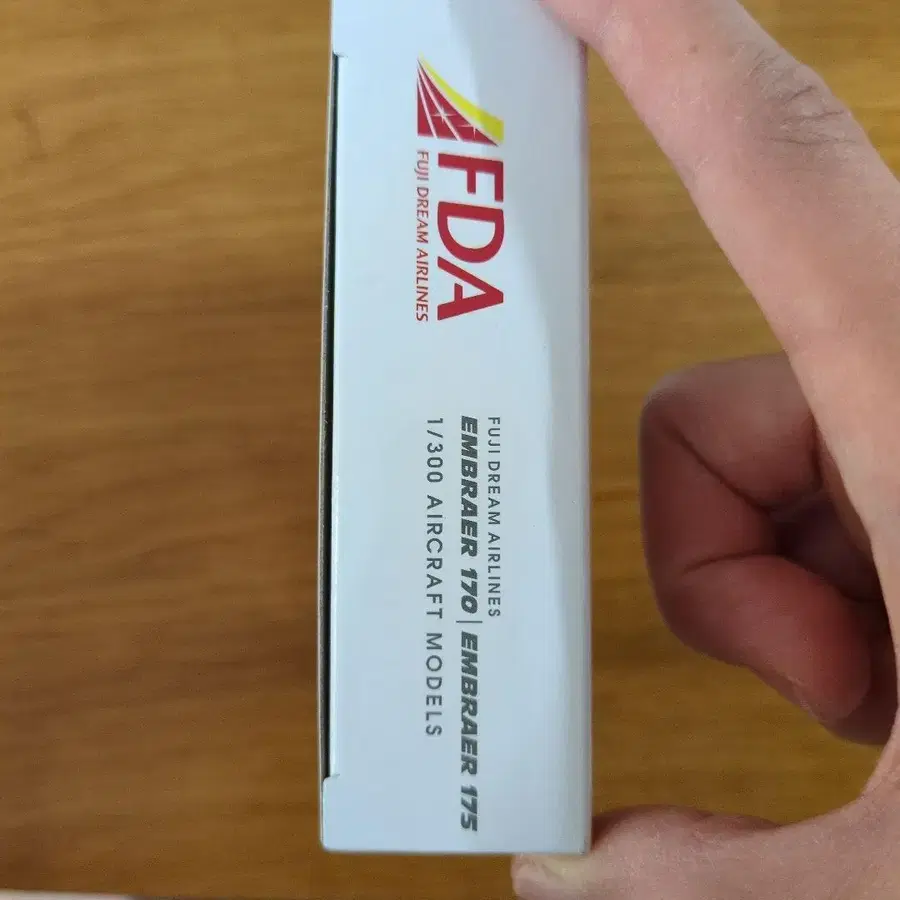 FDA
FUJI DREAM AIRLINES
FUJI DREAM AIRLINES
EMBRAER 170 | EMBRAER 175
1/300 AIRCRAFT MODELS